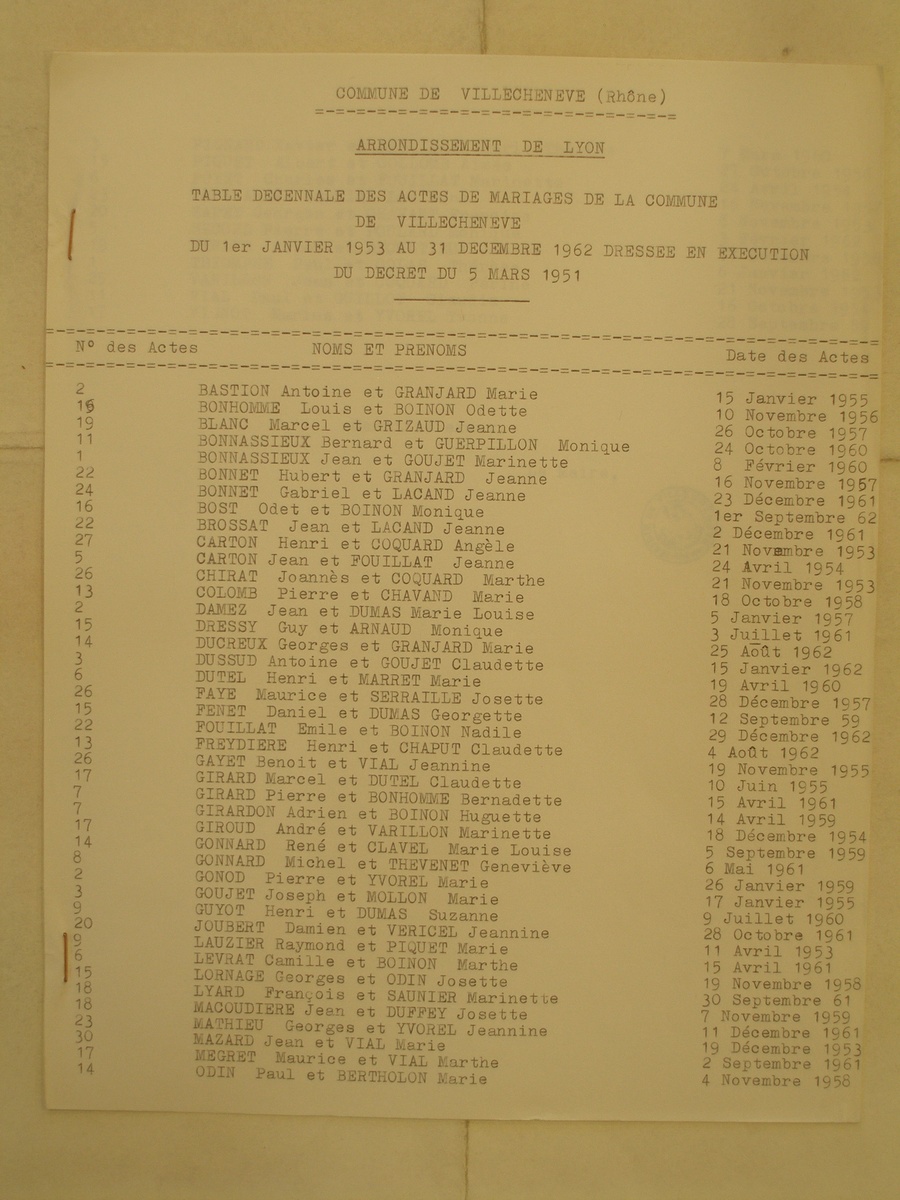 COMMUNE DE VILLECHENEVE (Rhône)
=-=-=-=-=-=-=-=-=-=-=-=-=-=-=-=-=-=-=
ARRONDISSEMENT DE LYON
TABLE DECENNALE DES ACTES DE MARIAGES DE LA COMMUNE
DE VILLECHENEVE
DU 1er JANVIER 1953 AU 31 DECEMBRE 1962 DRESSEE EN EXECUTION
DU DECRET DU 5 MARS 1951
N° des Actes NOMS ET PRENOMS Date des Actes
2 BASTION Antoine et GRANJARD Marie 15 Janvier 1955
16 BONHOMME Louis et BOINON Odette 10 Novembre 1956
19 BLANC Marcel et GRIZAUD Jeanne 26 Octobre 1957
11 BONNASSIEUX Bernard et GUERPILLON Monique 24 Octobre 1960
1 BONNASSIEUX Jean et GOUJET Marinette 8 Février 1960
22 BONNET Hubert et GRANJARD Jeanne 16 Novembre 1957
24 BONNET Gabriel et LACAND Jeanne 23 Décembre 1961
16 BOST Odet et BOINON Monique 1er Septembre 62
22 BROSSAT Jean et LACAND Jeanne 2 Décembre 1961
27 CARTON Henri et COQUARD Angèle 21 Novembre 1953
5 CARTON Jean et FOUILLAT Jeanne 24 Avril 1954
26 CHIRAT Joannès et COQUARD Marthe 21 Novembre 1953
13 COLOMB Pierre et CHAVAND Marie 18 Octobre 1958
2 DAMEZ Jean et DUMAS Marie Louise 5 Janvier 1957
15 DRESSY Guy et ARNAUD Monique 3 Juillet 1961
14 DUCREUX Georges et GRANJARD Marie 25 Août 1962
3 DUSSUD Antoine et GOUJET Claudette 15 Janvier 1962
6 DUTEL Henri et MARRET Marie 19 Avril 1960
26 FAYE Maurice et SERRAILLE Josette 28 Décembre 1957
15 FENET Daniel et DUMAS Georgette 12 Septembre 59
22 FOUILLAT Emile et BOINON Nadile 29 Décembre 1962
13 FREYDIERE Henri et CHAPUT Claudette 4 Août 1962
26 GAYET Benoit et VIAL Jeannine 19 Novembre 1955
17 GIRARD Marcel et DUTEL Claudette 10 Juin 1955
7 GIRARD Pierre et BONHOMME Bernadette 15 Avril 1961
7 GIRARDON Adrien et BOINON Huguette 14 Avril 1959
17 GIROUD André et VARILLON Marinette 18 Décembre 1954
14 GONNARD René et CLAVEL Marie Louise 5 Septembre 1959
8 GONNARD Michel et THEVENET Geneviève 6 Mai 1961
2 GONOD Pierre et YVOREL Marie 26 Janvier 1959
3 GOUJET Joseph et MOLLON Marie 17 Janvier 1955
9 GUYOT Henri et DUMAS Suzanne 9 Juillet 1960
20 JOUBERT Damien et VERICEL Jeannine 28 Octobre 1961
9 LAUZIER Raymond et PIQUET Marie 11 Avril 1953
6 LEVRAT Camille et BOINON Marthe 15 Avril 1961
15 LORNAGE Georges et ODIN Josette 19 Novembre 1958
18 LYARD François et SAUNIER Marinette 30 Septembre 61
18 MACOUDIERE Jean et DUFFEY Josette 7 Novembre 1959
23 MATHIEU Georges et YVOREL Jeannine 11 Décembre 1961
30 MAZARD Jean et VIAL Marie 19 Décembre 1953
17 MEGRET Maurice et VIAL Marthe 2 Septembre 1961
14 ODIN Paul et BERTHOLON Marie 4 Novembre 1958